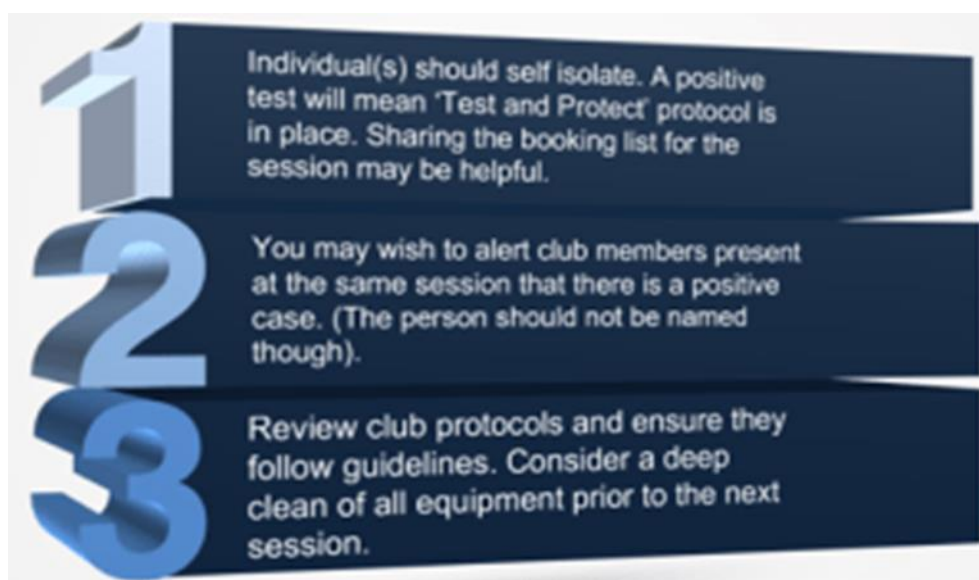 1
Individual(s) should self isolate. A positive
test will mean 'Test and Protect' protocol is
in place. Sharing the booking list for the
session may be helpful.
2
You may wish to alert club members present
at the same session that there is a positive
case. (The person should not be named
though).
3
Review club protocols and ensure they
follow guidelines. Consider a deep
clean of all equipment prior to the next
session.